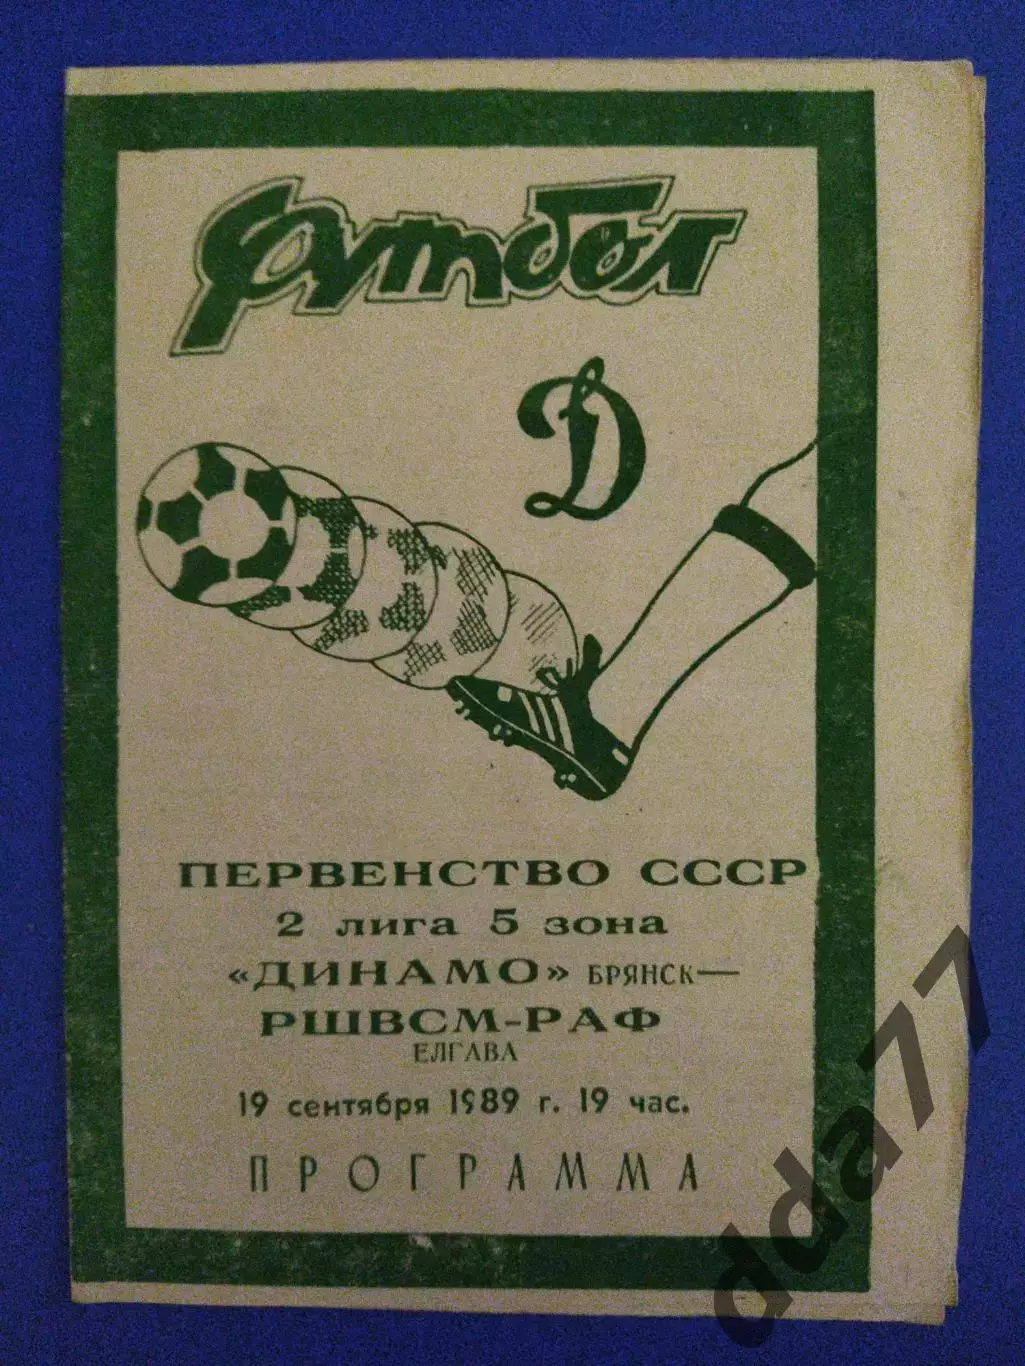 Футбол
Д
ПЕРВЕНСТВО СССР
2 лига 5 зона
«ДИНАМО» БРЯНСК—
РШВСМ-РАФ
ЕЛГАВА
19 сентября 1989 г. 19 час.
ПРОГРАММА
dda77